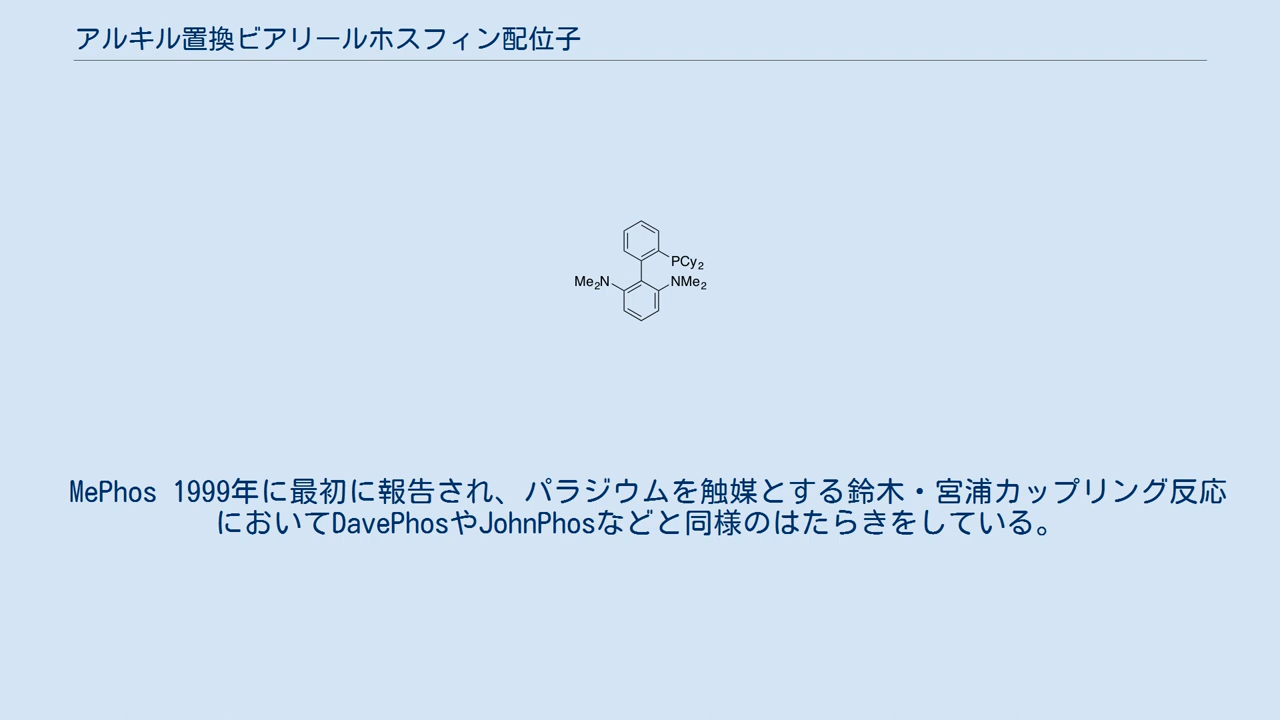 アルキル置換ビアリールホスフィン配位子
PCy2
Me2N NMe2
MePhos 1999年に最初に報告され、パラジウムを触媒とする鈴木・宮浦カップリング反応
においてDavePhosやJohnPhosなどと同様のはたらきをしている。